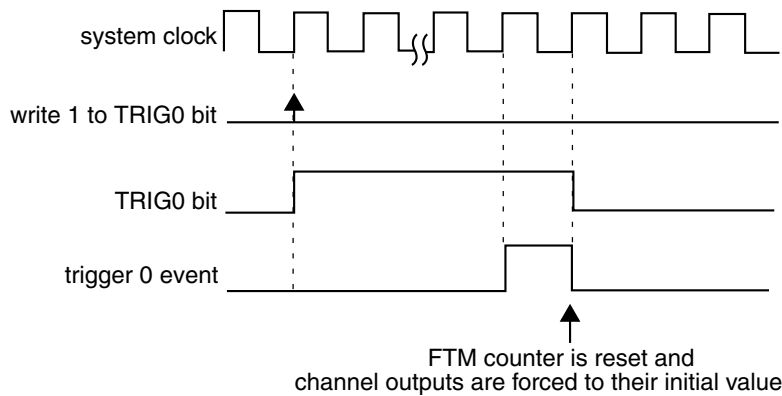 system clock
write 1 to TRIG0 bit
TRIG0 bit
trigger 0 event
FTM counter is reset and
channel outputs are forced to their initial value